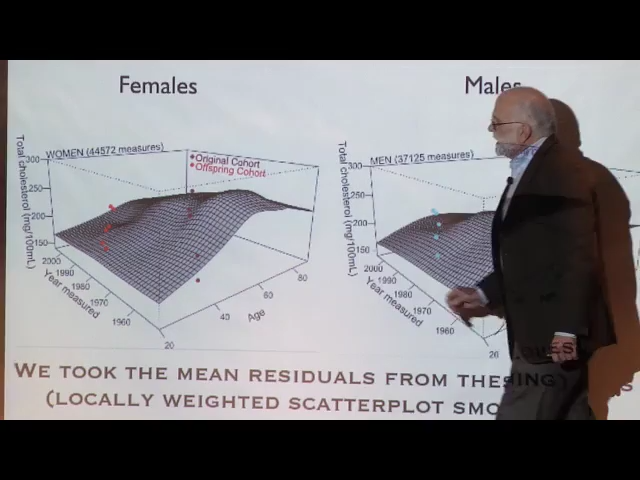 Females
Males
WOMEN (44572 measures)
Original Cohort
Offspring Cohort
Total cholesterol (mg/100mL)
300
250
200
150
2000
1990
1980
1970
1960
Year measured
20
40
60
80
Age
MEN (37125 measures)
Total cholesterol (mg/100mL)
300
250
200
150
2000
1990
1980
1970
1960
Year measured
WE TOOK THE MEAN RESIDUALS FROM THE
(LOCALLY WEIGHTED SCATTERPLOT SMO